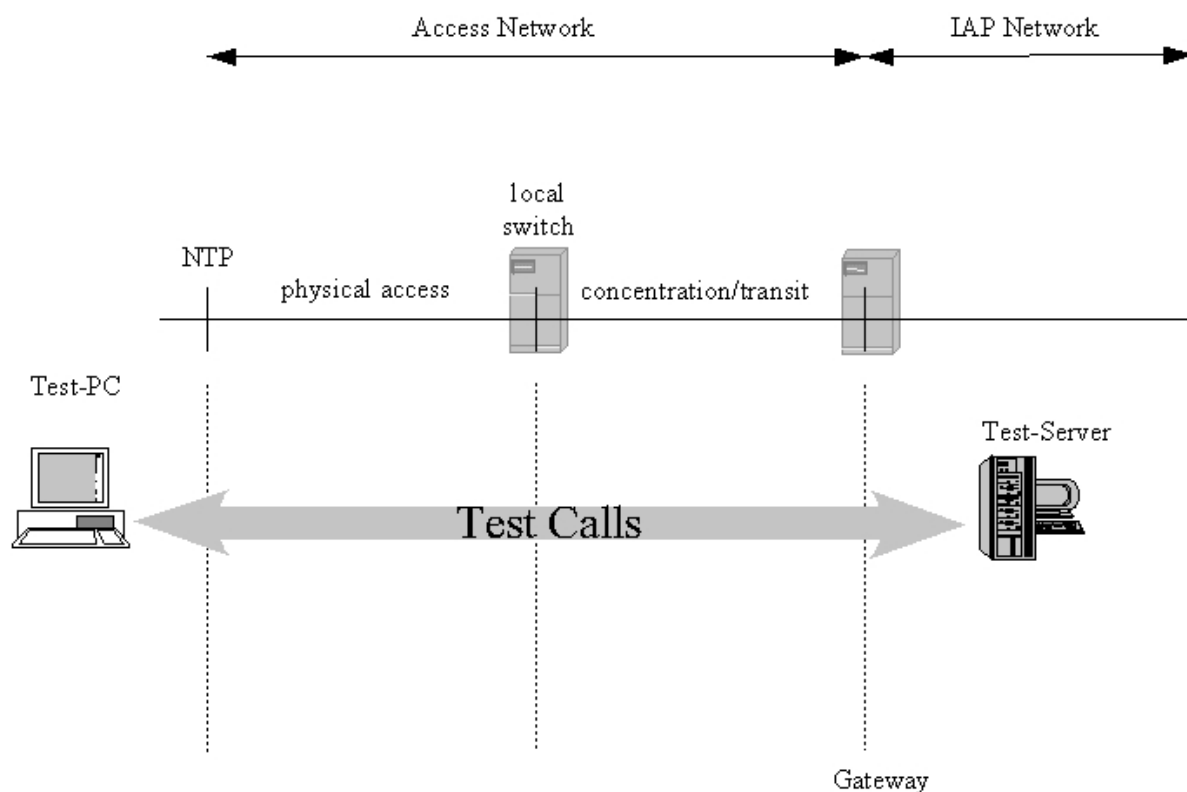 Access Network
IAP Network
local
switch
NTP
physical access
concentration/transit
Test-PC
Test-Server
Test Calls
Gateway